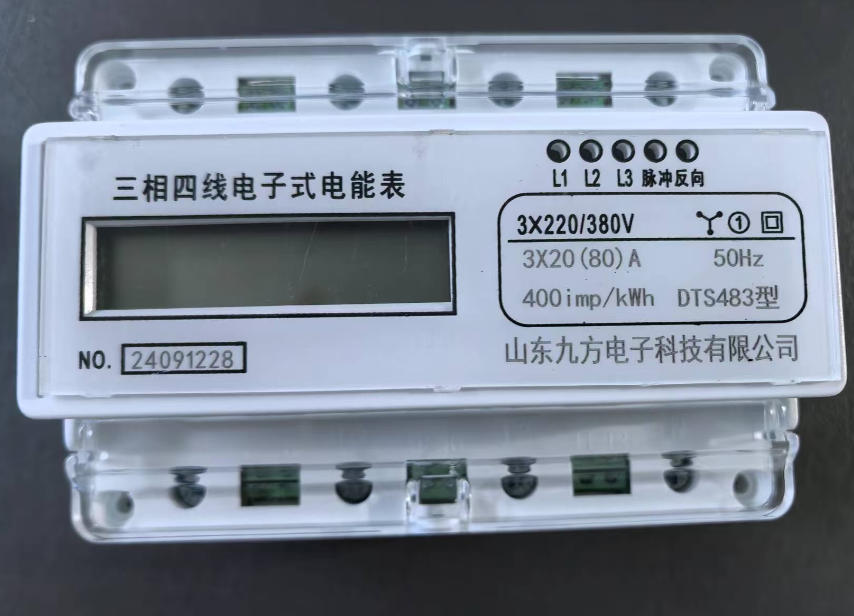 三相四线电子式电能表
L1 L2 L3 脉冲反向
3X220/380V ①
3X20(80)A 50Hz
400imp/kWh DTS483型
NO. 24091228
山东九方电子科技有限公司